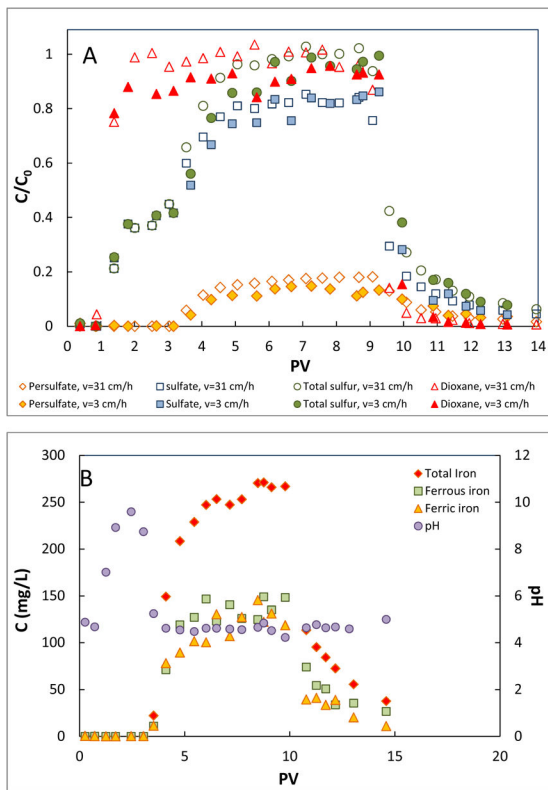 A
C/C0
1
0.8
0.6
0.4
0.2
0
0 1 2 3 4 5 6 7 8 9 10 11 12 13 14
PV
Persulfate, v=31 cm/h sulfate, v=31 cm/h Total sulfur, v=31 cm/h Dioxane, v=31 cm/h
Persulfate, v=3 cm/h Sulfate, v=3 cm/h Total sulfur, v=3 cm/h Dioxane, v=3 cm/h
B
C (mg/L)
300
250
200
150
100
50
0
Total Iron
Ferrous iron
Ferric iron
pH
12
10
8
6
4
2
0
pH
0 5 10 15 20
PV